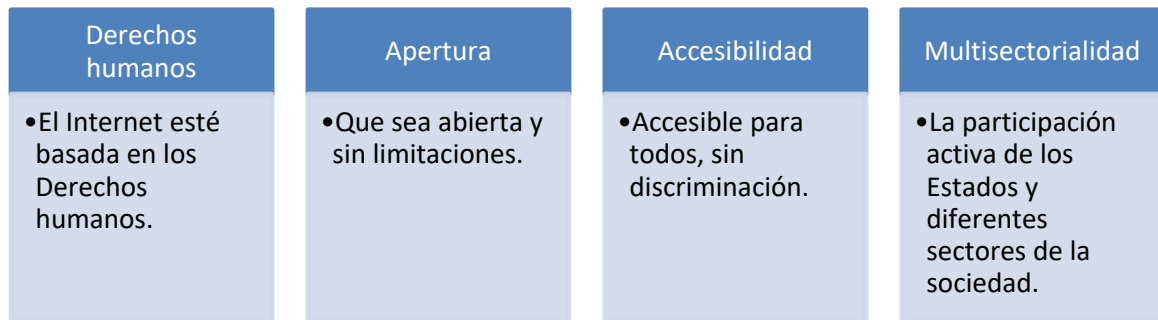 Derechos
humanos
•El Internet esté
basada en los
Derechos
humanos.
Apertura
•Que sea abierta y
sin limitaciones.
Accesibilidad
•Accesible para
todos, sin
discriminación.
Multisectorialidad
•La participación
activa de los
Estados y
diferentes
sectores de la
sociedad.